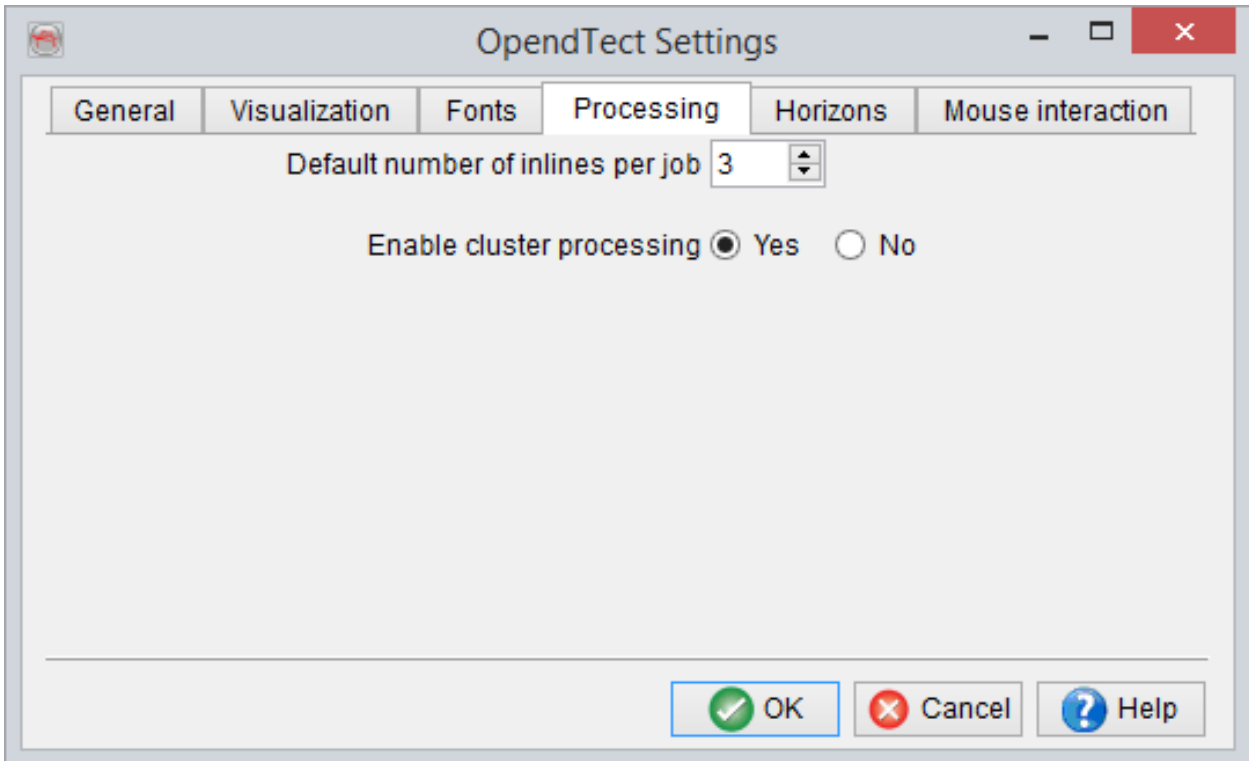 OpendTect Settings
General Visualization Fonts Processing Horizons Mouse interaction
Default number of inlines per job 3
Enable cluster processing Yes No
OK Cancel Help